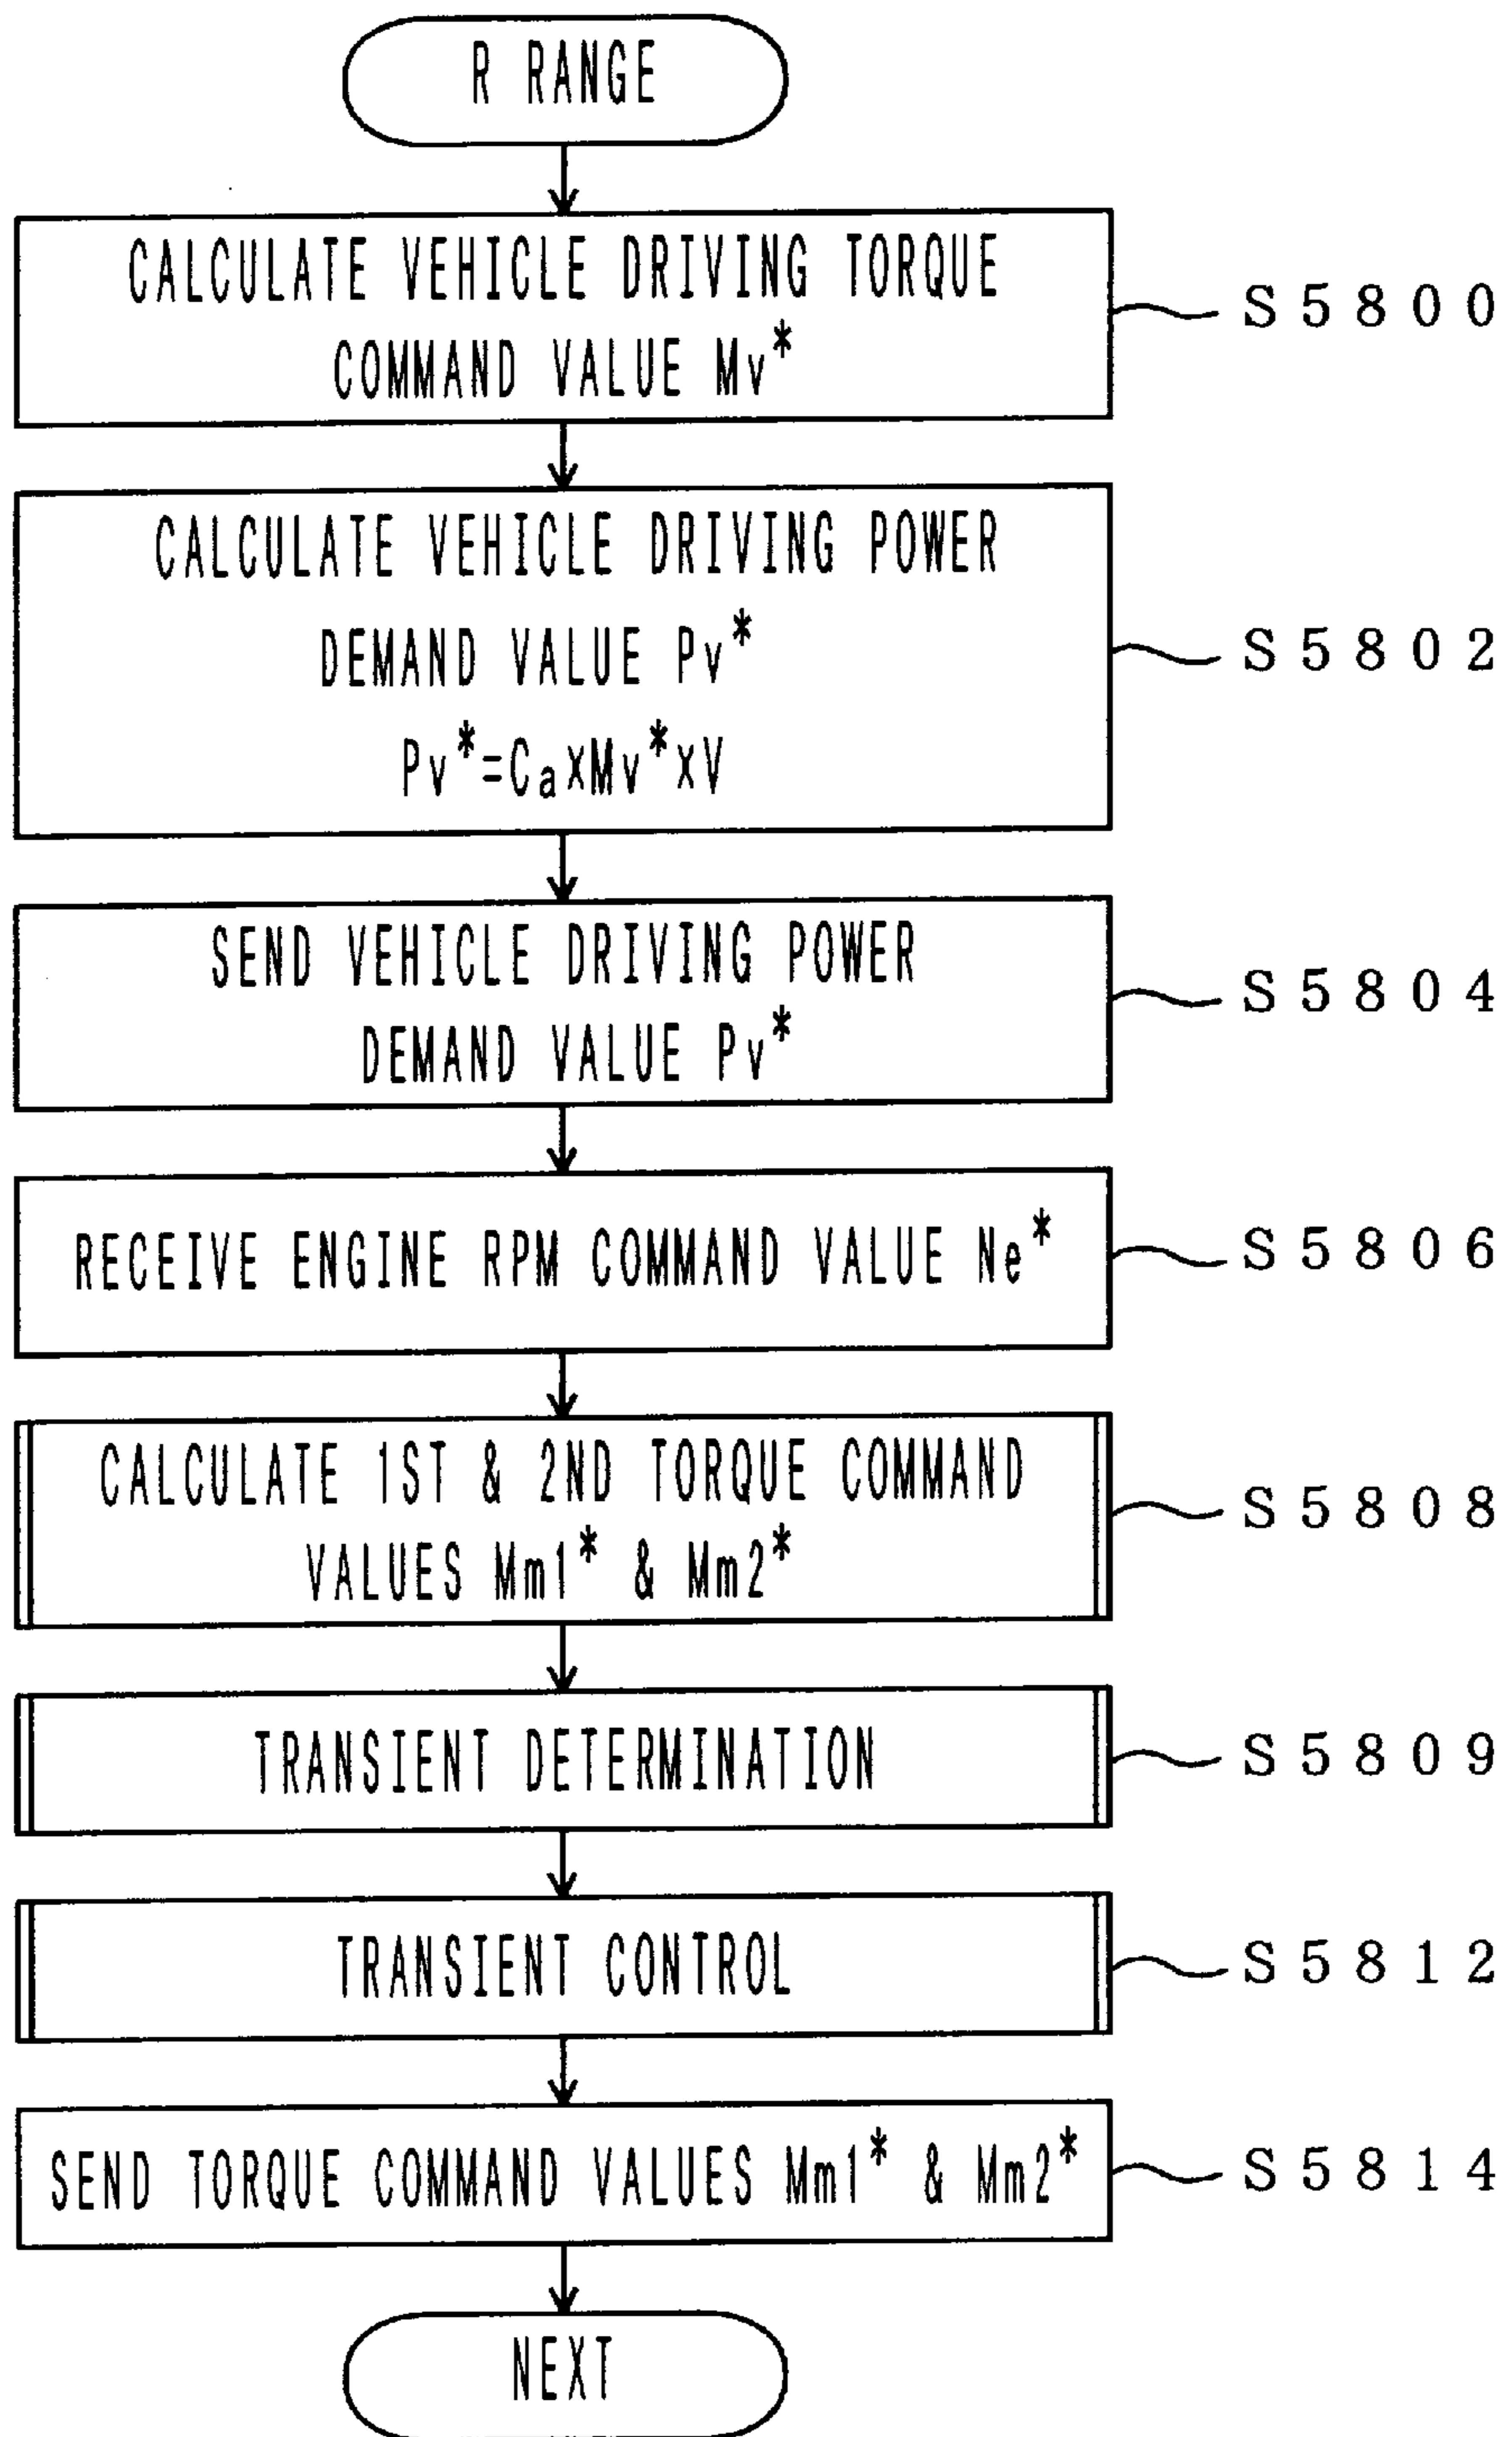 R RANGE
CALCULATE VEHICLE DRIVING TORQUE
COMMAND VALUE Mv*
S5800
CALCULATE VEHICLE DRIVING POWER
DEMAND VALUE Pv*
Pv*=Ca×Mv*×V
S5802
SEND VEHICLE DRIVING POWER
DEMAND VALUE Pv*
S5804
RECEIVE ENGINE RPM COMMAND VALUE Ne*
S5806
CALCULATE 1ST & 2ND TORQUE COMMAND
VALUES Mm1* & Mm2*
S5808
TRANSIENT DETERMINATION
S5809
TRANSIENT CONTROL
S5812
SEND TORQUE COMMAND VALUES Mm1* & Mm2*
S5814
NEXT